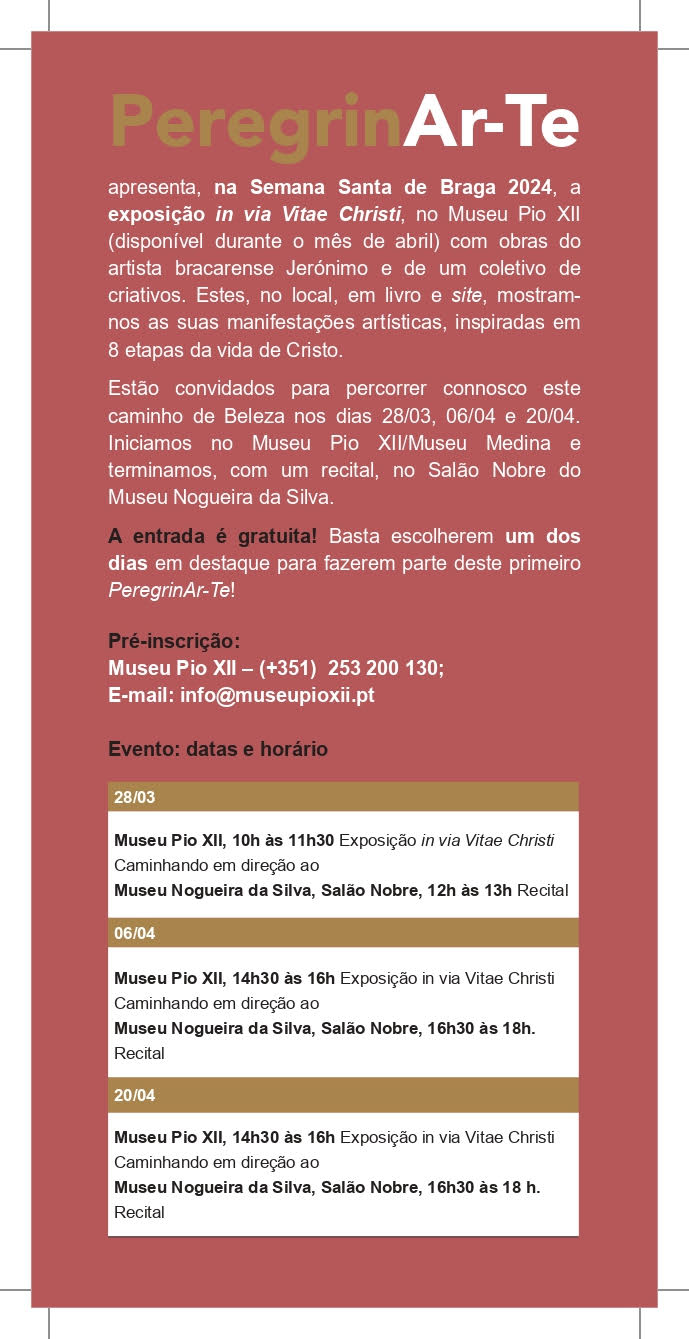 PeregrinAr-Te
apresenta, na Semana Santa de Braga 2024, a
exposição in via Vitae Christi, no Museu Pio XII
(disponível durante o mês de abril) com obras do
artista bracarense Jerónimo e de um coletivo de
criativos. Estes, no local, em livro e site, mostram-
nos as suas manifestações artísticas, inspiradas em
8 etapas da vida de Cristo.
Estão convidados para percorrer connosco este
caminho de Beleza nos dias 28/03, 06/04 e 20/04.
Iniciamos no Museu Pio XII/Museu Medina e
terminamos, com um recital, no Salão Nobre do
Museu Nogueira da Silva.
A entrada é gratuita! Basta escolherem um dos
dias em destaque para fazerem parte deste primeiro
PeregrinAr-Te!
Pré-inscrição:
Museu Pio XII – (+351) 253 200 130;
E-mail: info@museupioxii.pt
Evento: datas e horário
28/03
Museu Pio XII, 10h às 11h30 Exposição in via Vitae Christi
Caminhando em direção ao
Museu Nogueira da Silva, Salão Nobre, 12h às 13h Recital
06/04
Museu Pio XII, 14h30 às 16h Exposição in via Vitae Christi
Caminhando em direção ao
Museu Nogueira da Silva, Salão Nobre, 16h30 às 18h.
Recital
20/04
Museu Pio XII, 14h30 às 16h Exposição in via Vitae Christi
Caminhando em direção ao
Museu Nogueira da Silva, Salão Nobre, 16h30 às 18 h.
Recital